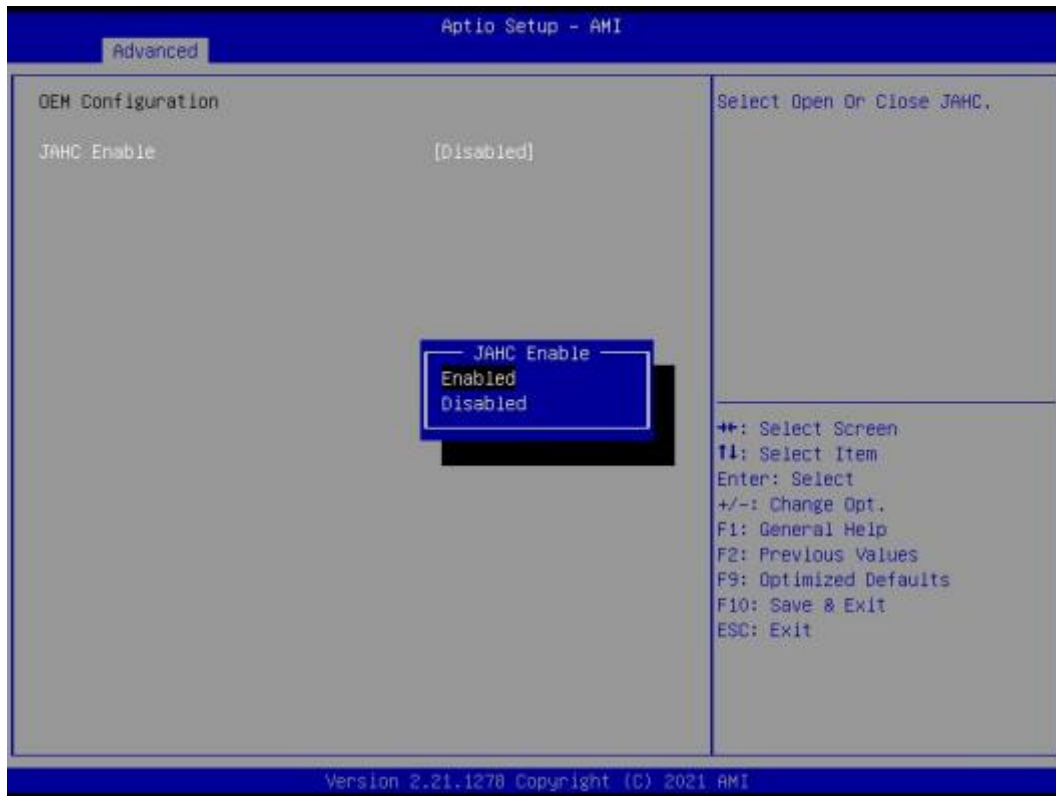 Aptio Setup - AMI
Advanced
OEM Configuration
JAHC Enable [Disabled]
Select Open Or Close JAHC.
JAHC Enable
Enabled
Disabled
→←: Select Screen
↑↓: Select Item
Enter: Select
+/-: Change Opt.
F1: General Help
F2: Previous Values
F9: Optimized Defaults
F10: Save & Exit
ESC: Exit
Version 2.21.1278 Copyright (C) 2021 AMI